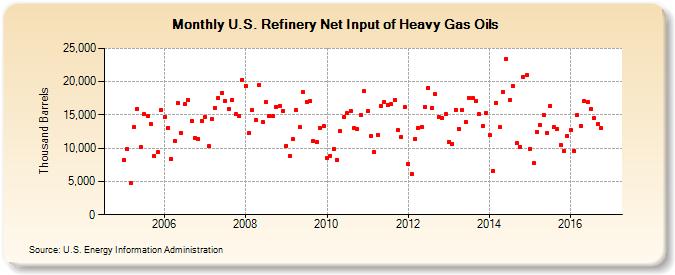 Monthly U.S. Refinery Net Input of Heavy Gas Oils
Thousand Barrels
25,000
20,000
15,000
10,000
5,000
0
2006 2008 2010 2012 2014 2016
Source: U.S. Energy Information Administration